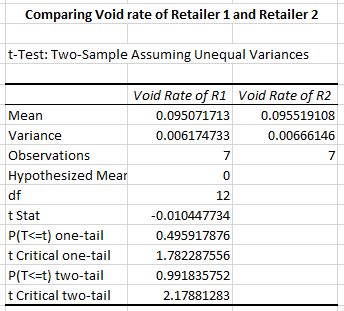 Comparing Void rate of Retailer 1 and Retailer 2
t-Test: Two-Sample Assuming Unequal Variances
Void Rate of R1 Void Rate of R2
Mean 0.095071713 0.095519108
Variance 0.006174733 0.00666146
Observations 7 7
Hypothesized Mear 0
df 12
t Stat -0.010447734
P(T<=t) one-tail 0.495917876
t Critical one-tail 1.782287556
P(T<=t) two-tail 0.991835752
t Critical two-tail 2.17881283